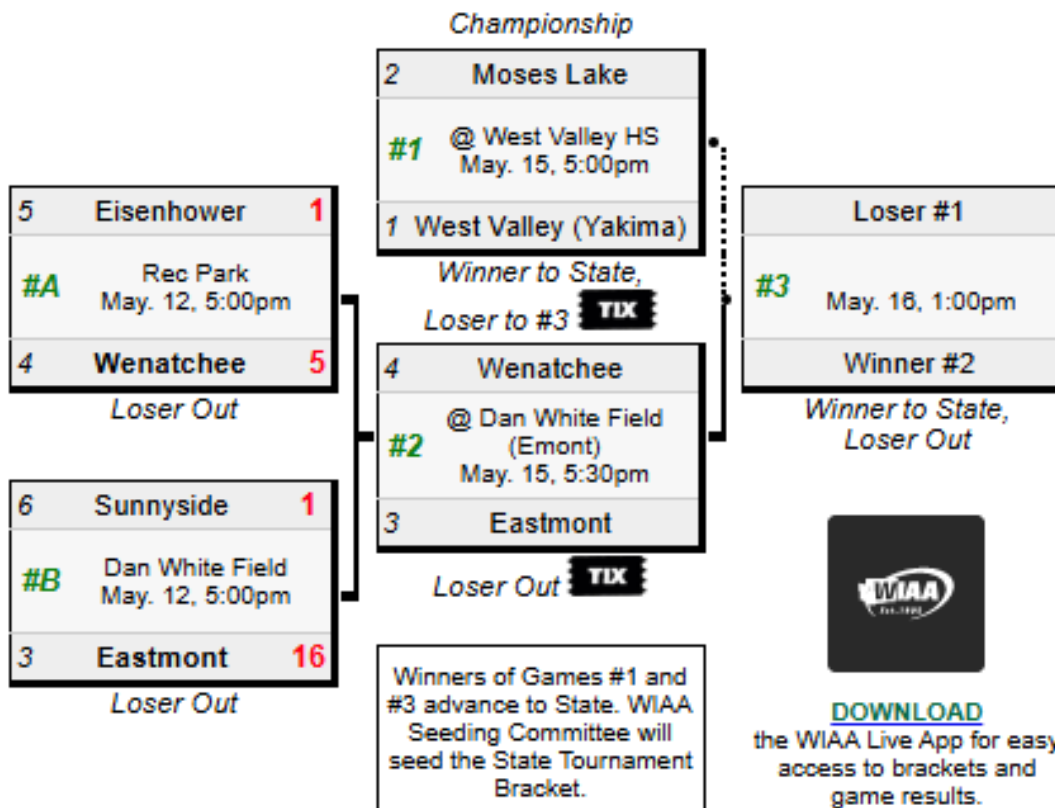 Championship
2 Moses Lake
#1 @ West Valley HS
May. 15, 5:00pm
1 West Valley (Yakima)
Winner to State,
Loser to #3 TIX
5 Eisenhower 1
#A Rec Park
May. 12, 5:00pm
4 Wenatchee 5
Loser Out
6 Sunnyside 1
#B Dan White Field
May. 12, 5:00pm
3 Eastmont 16
Loser Out
4 Wenatchee
@ Dan White Field
#2 (Emont)
May. 15, 5:30pm
3 Eastmont
Loser Out TIX
Loser #1
#3 May. 16, 1:00pm
Winner #2
Winner to State,
Loser Out
Winners of Games #1 and
#3 advance to State. WIAA
Seeding Committee will
seed the State Tournament
Bracket.
WIAA
DOWNLOAD
the WIAA Live App for easy
access to brackets and
game results.